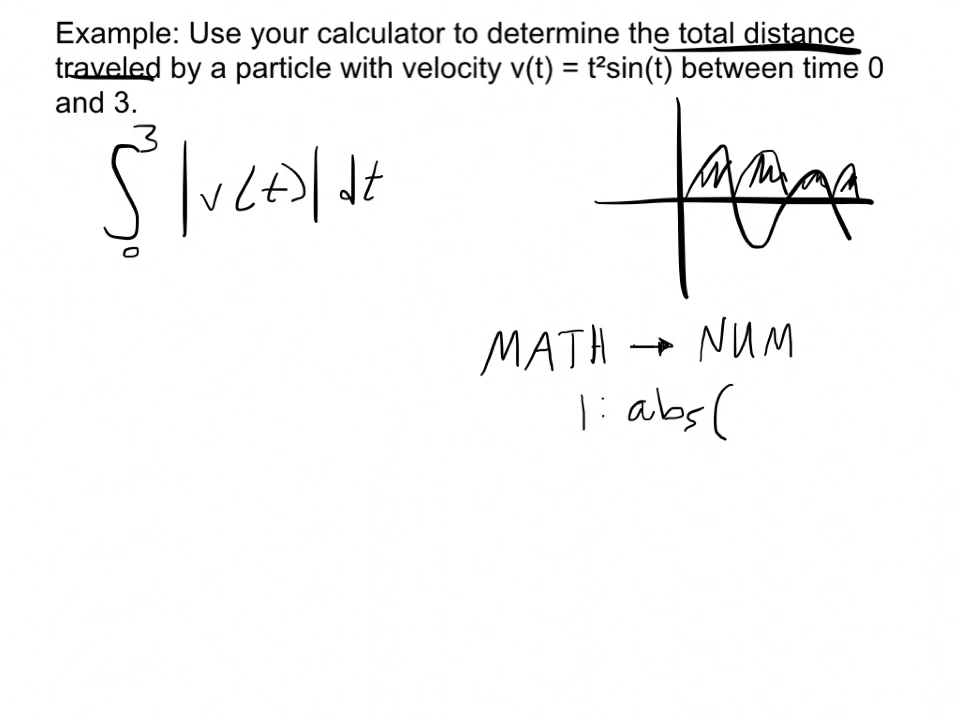 Example: Use your calculator to determine the total distance
traveled by a particle with velocity v(t) = t²sin(t) between time 0
and 3.
∫₀³ |v(t)| dt
MATH → NUM
1: abs(